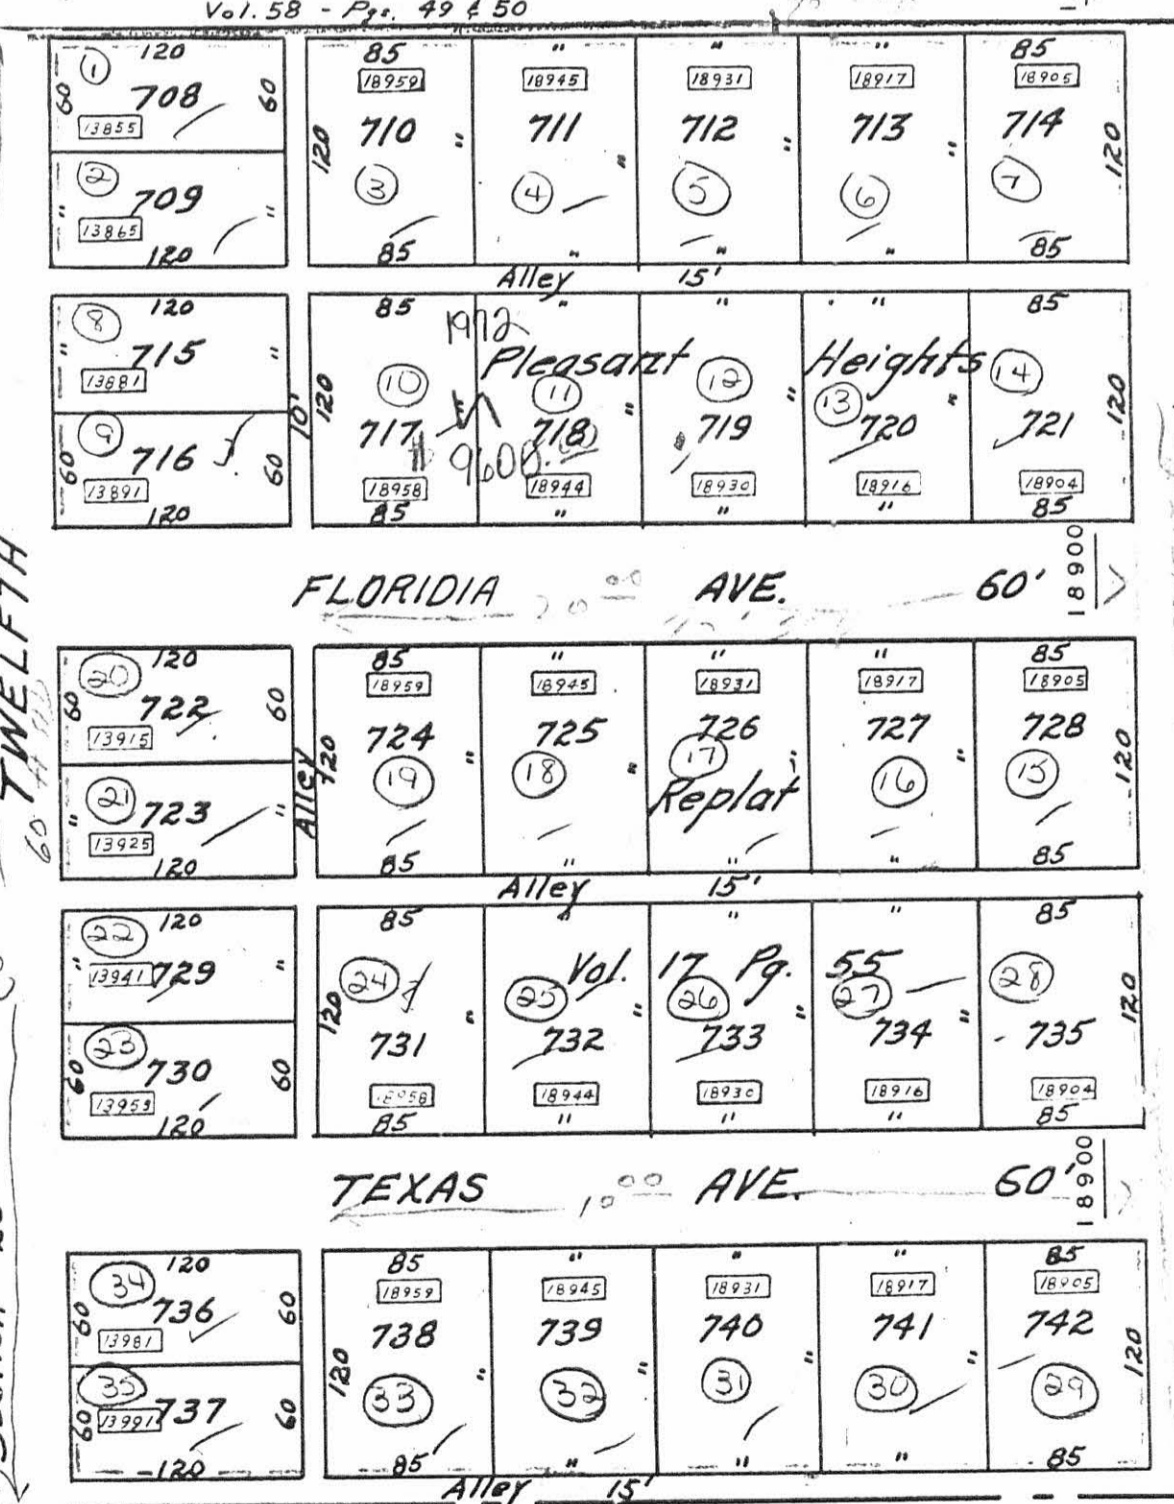 Vol. 58 - Pgs. 49 & 50
120 85 " " " 85
1 60 708 60 18959 18945 18931 18917 18905
13855 120 710 " 711 " 712 " 713 " 714 120
2 " 709 " 3 4 5 6 7
13865
120 85 " " " 85
Alley 15'
120 85 " " " 85
8 " 715 " 1972 Pleasant Heights
13881 120 10 11 12 13 14 120
9 60 716 60 10' 717 " 718 " 719 720 " 721
13891 # 9600.00 18958 18944 18930 18916 18904
120 85 " " " 85
TWELFTH
FLORIDIA AVE. 60' 18900
120 85 " " " 85
20 60 722 60 18959 18945 18931 18917 18905
13915 724 725 726 727 728
Alley 120 " " " " 120
21 " 723 " 19 18 17 16 15
13925 Replat
120 85 " " " 85
Alley 15'
120 85 " " " 85
22 " 13941 729 " Vol. 17 Pg. 55
24 25 26 27 28
23 60 730 60 120 731 " 732 " 733 " 734 " 735 120
13953 18958 18944 18930 18916 18904
120 85 " " " 85
TEXAS 10 00 AVE. 60' 18900
120 85 " " " 85
34 60 736 60 18959 18945 18931 18917 18905
13981 738 739 740 741 742
120 " " " " 120
35 60 13991 737 60 33 32 31 30 29
120 85 " " " 85
Alley 15'